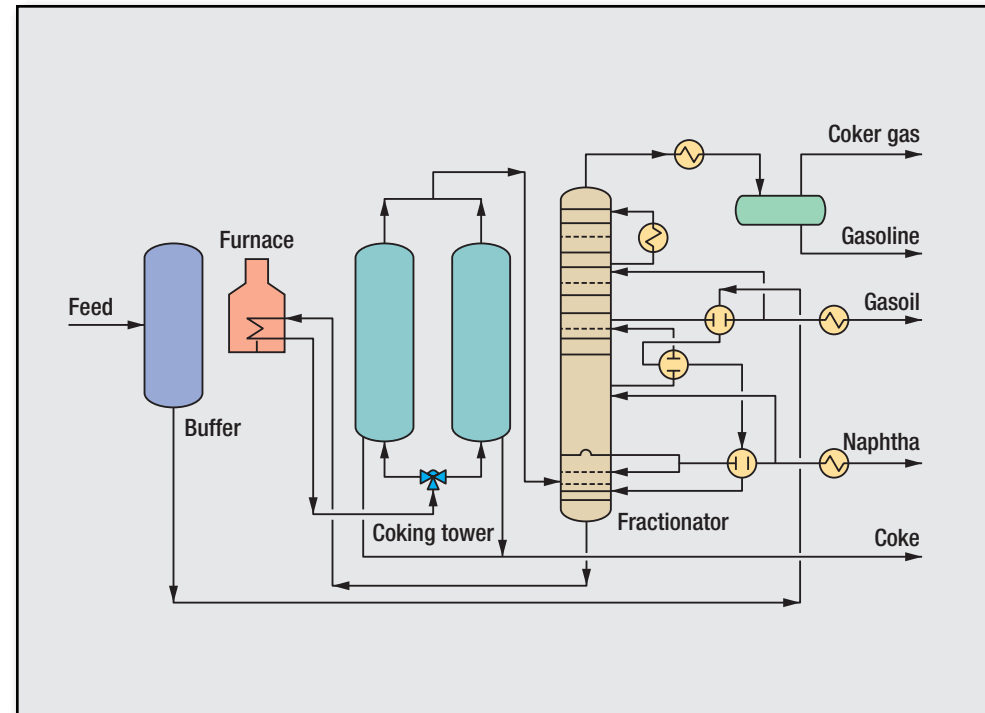 Coker gas
Furnace
Gasoline
Feed
Gasoil
Buffer
Naphtha
Fractionator
Coking tower
Coke